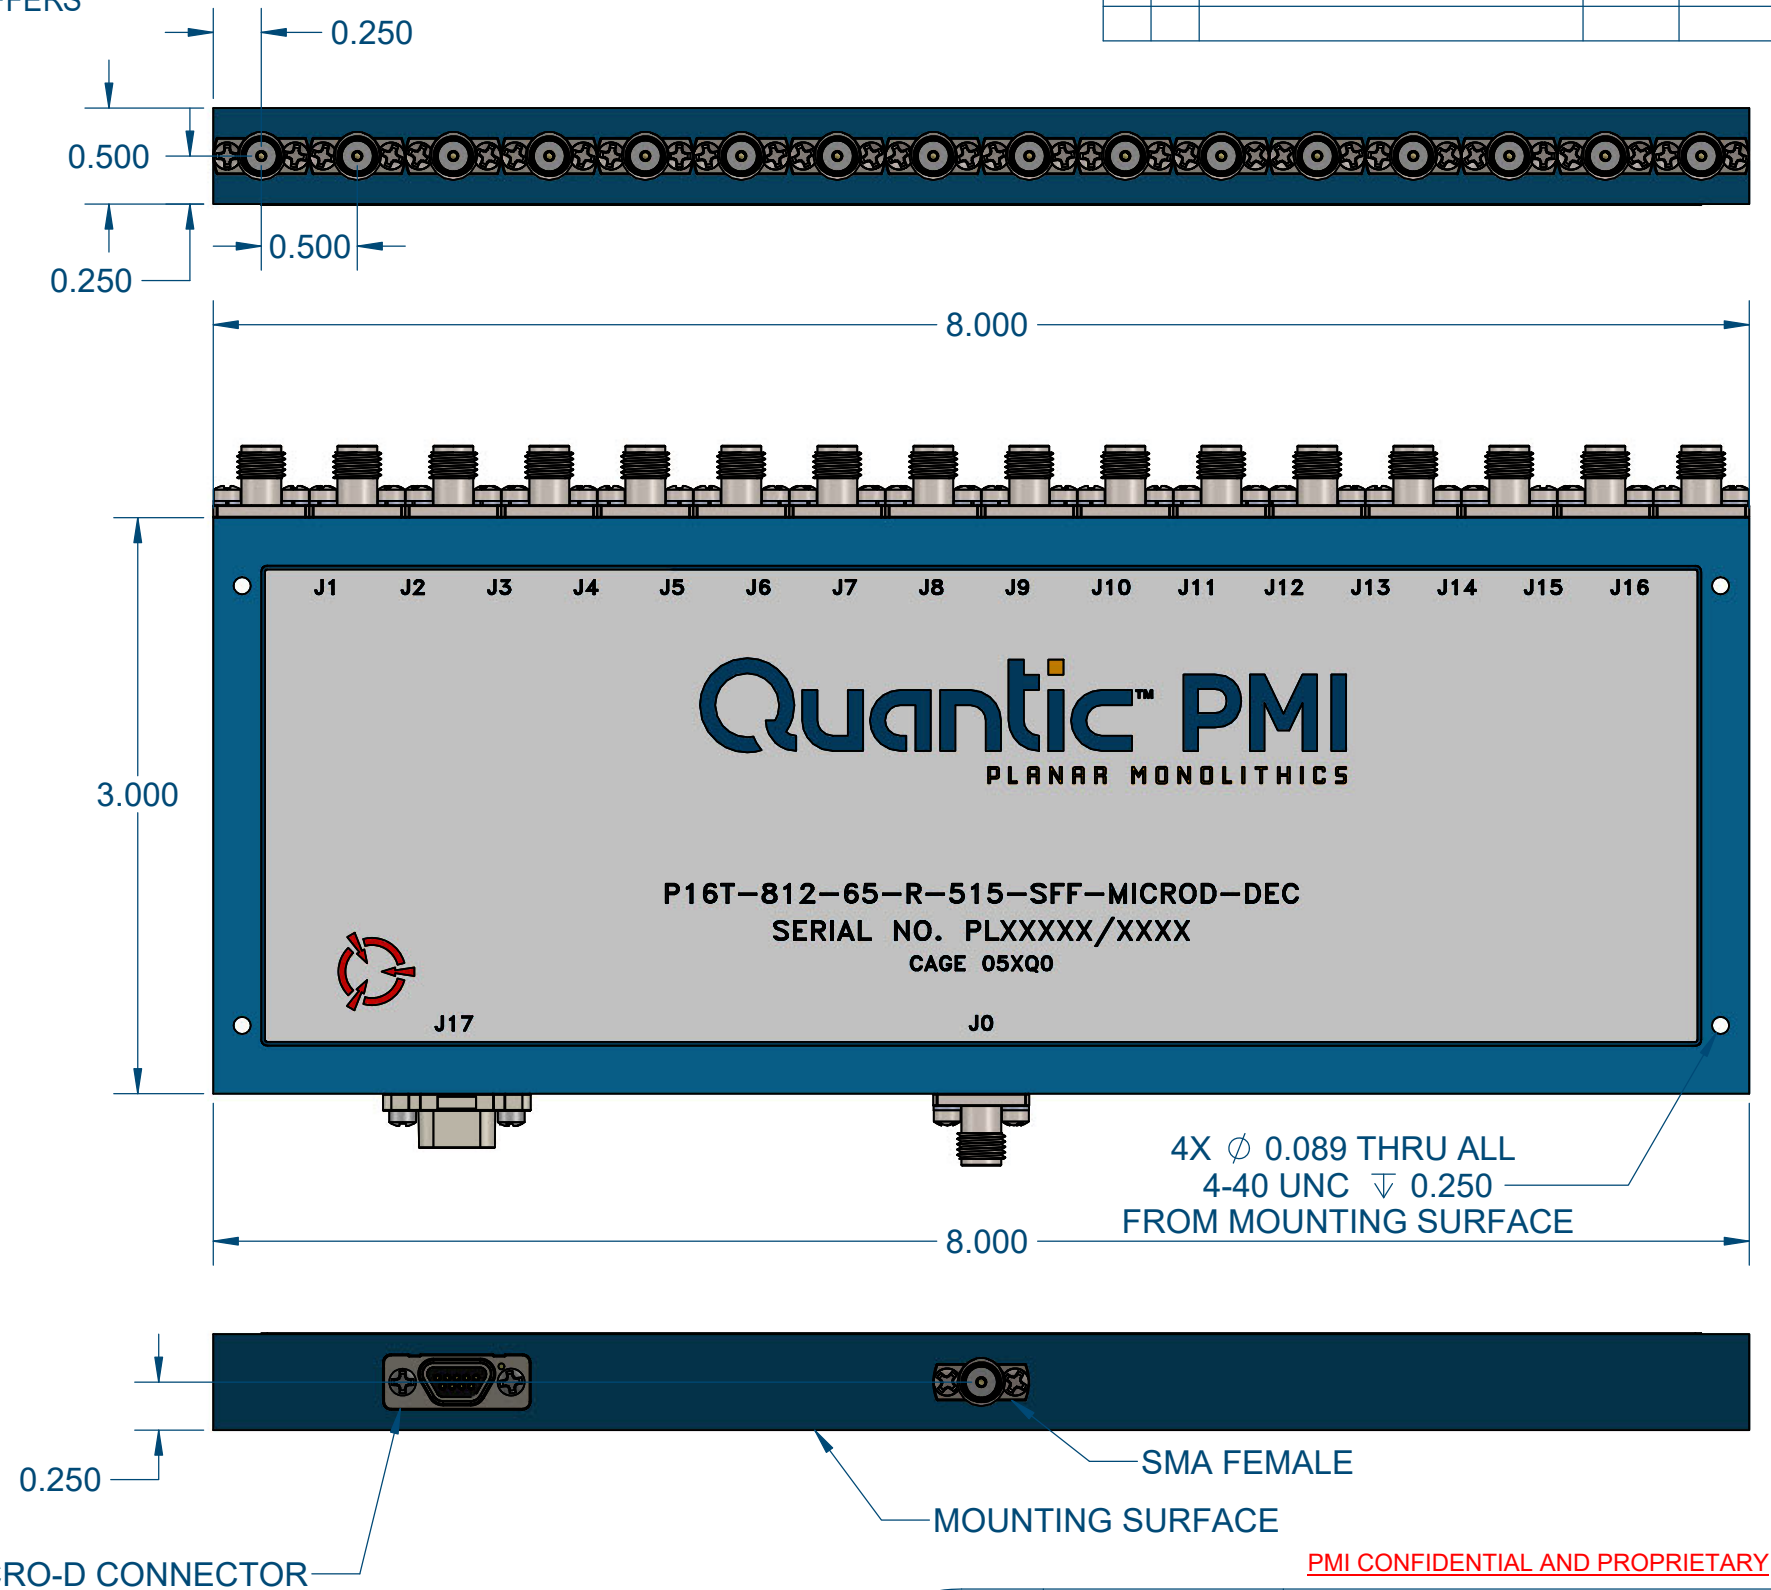 0.250
0.500
0.500
0.250
8.000
J1 J2 J3 J4 J5 J6 J7 J8 J9 J10 J11 J12 J13 J14 J15 J16
Quantic™ PMI
PLANAR MONOLITHICS
3.000
P16T-812-65-R-515-SFF-MICROD-DEC
SERIAL NO. PLXXXXX/XXXX
CAGE 05XQ0
J17 J0
4X ∅ 0.089 THRU ALL
4-40 UNC ↧ 0.250
FROM MOUNTING SURFACE
8.000
0.250
SMA FEMALE
MOUNTING SURFACE
CRO-D CONNECTOR
PMI CONFIDENTIAL AND PROPRIETARY